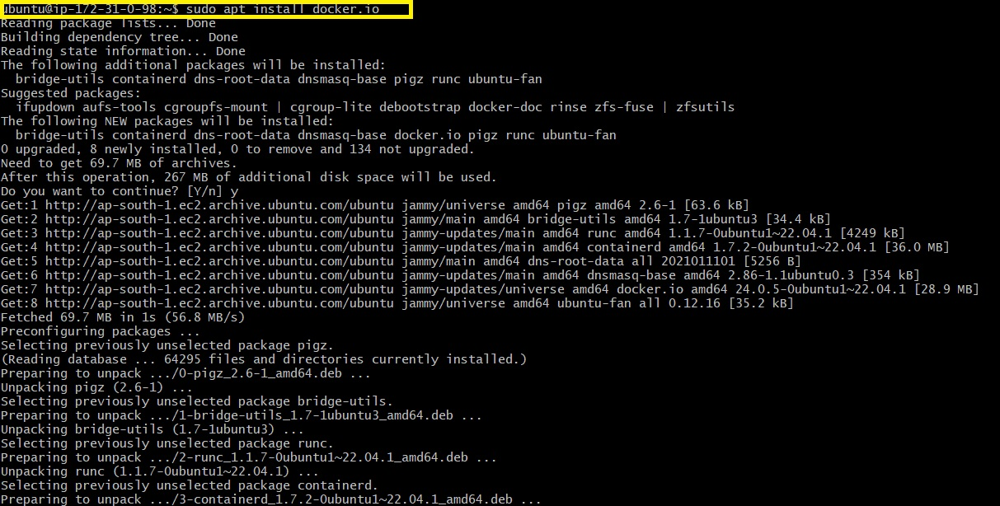 ubuntu@ip-172-31-0-98:~$ sudo apt install docker.io
Reading package lists... Done
Building dependency tree... Done
Reading state information... Done
The following additional packages will be installed:
  bridge-utils containerd dns-root-data dnsmasq-base pigz runc ubuntu-fan
Suggested packages:
  ifupdown aufs-tools cgroupfs-mount | cgroup-lite debootstrap docker-doc rinse zfs-fuse | zfsutils
The following NEW packages will be installed:
  bridge-utils containerd dns-root-data dnsmasq-base docker.io pigz runc ubuntu-fan
0 upgraded, 8 newly installed, 0 to remove and 134 not upgraded.
Need to get 69.7 MB of archives.
After this operation, 267 MB of additional disk space will be used.
Do you want to continue? [Y/n] y
Get:1 http://ap-south-1.ec2.archive.ubuntu.com/ubuntu jammy/universe amd64 pigz amd64 2.6-1 [63.6 kB]
Get:2 http://ap-south-1.ec2.archive.ubuntu.com/ubuntu jammy/main amd64 bridge-utils amd64 1.7-1ubuntu3 [34.4 kB]
Get:3 http://ap-south-1.ec2.archive.ubuntu.com/ubuntu jammy-updates/main amd64 runc amd64 1.1.7-0ubuntu1~22.04.1 [4249 kB]
Get:4 http://ap-south-1.ec2.archive.ubuntu.com/ubuntu jammy-updates/main amd64 containerd amd64 1.7.2-0ubuntu1~22.04.1 [36.0 MB]
Get:5 http://ap-south-1.ec2.archive.ubuntu.com/ubuntu jammy/main amd64 dns-root-data all 2021011101 [5256 B]
Get:6 http://ap-south-1.ec2.archive.ubuntu.com/ubuntu jammy-updates/main amd64 dnsmasq-base amd64 2.86-1.1ubuntu0.3 [354 kB]
Get:7 http://ap-south-1.ec2.archive.ubuntu.com/ubuntu jammy-updates/universe amd64 docker.io amd64 24.0.5-0ubuntu1~22.04.1 [28.9 MB]
Get:8 http://ap-south-1.ec2.archive.ubuntu.com/ubuntu jammy/universe amd64 ubuntu-fan all 0.12.16 [35.2 kB]
Fetched 69.7 MB in 1s (56.8 MB/s)
Preconfiguring packages ...
Selecting previously unselected package pigz.
(Reading database ... 64295 files and directories currently installed.)
Preparing to unpack .../0-pigz_2.6-1_amd64.deb ...
Unpacking pigz (2.6-1) ...
Selecting previously unselected package bridge-utils.
Preparing to unpack .../1-bridge-utils_1.7-1ubuntu3_amd64.deb ...
Unpacking bridge-utils (1.7-1ubuntu3) ...
Selecting previously unselected package runc.
Preparing to unpack .../2-runc_1.1.7-0ubuntu1~22.04.1_amd64.deb ...
Unpacking runc (1.1.7-0ubuntu1~22.04.1) ...
Selecting previously unselected package containerd.
Preparing to unpack .../3-containerd_1.7.2-0ubuntu1~22.04.1_amd64.deb ...